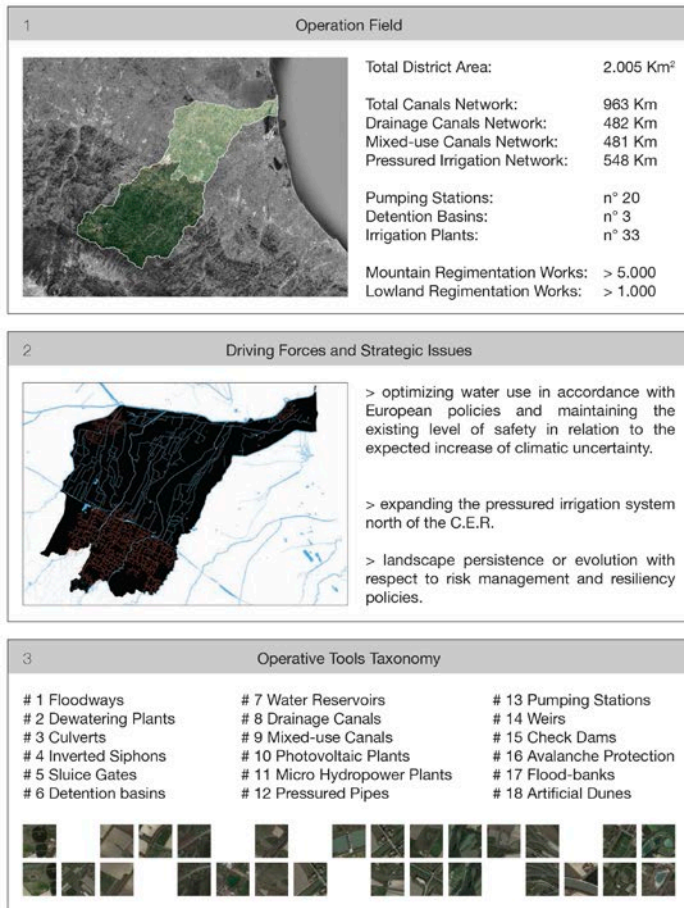 1
Operation Field
Total District Area: 2.005 Km²
Total Canals Network: 963 Km
Drainage Canals Network: 482 Km
Mixed-use Canals Network: 481 Km
Pressured Irrigation Network: 548 Km
Pumping Stations: n° 20
Detention Basins: n° 3
Irrigation Plants: n° 33
Mountain Regimentation Works: > 5.000
Lowland Regimentation Works: > 1.000
2
Driving Forces and Strategic Issues
> optimizing water use in accordance with
European policies and maintaining the
existing level of safety in relation to the
expected increase of climatic uncertainty.
> expanding the pressured irrigation system
north of the C.E.R.
> landscape persistence or evolution with
respect to risk management and resiliency
policies.
3
Operative Tools Taxonomy
# 1 Floodways
# 2 Dewatering Plants
# 3 Culverts
# 4 Inverted Siphons
# 5 Sluice Gates
# 6 Detention basins
# 7 Water Reservoirs
# 8 Drainage Canals
# 9 Mixed-use Canals
# 10 Photovoltaic Plants
# 11 Micro Hydropower Plants
# 12 Pressured Pipes
# 13 Pumping Stations
# 14 Weirs
# 15 Check Dams
# 16 Avalanche Protection
# 17 Flood-banks
# 18 Artificial Dunes